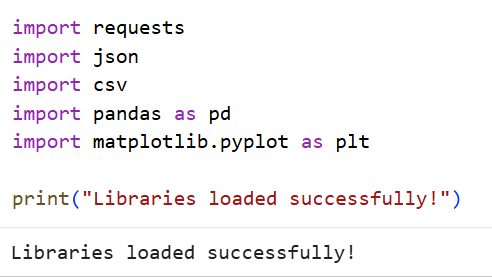 import requests
import json
import csv
import pandas as pd
import matplotlib.pyplot as plt
print("Libraries loaded successfully!")
Libraries loaded successfully!